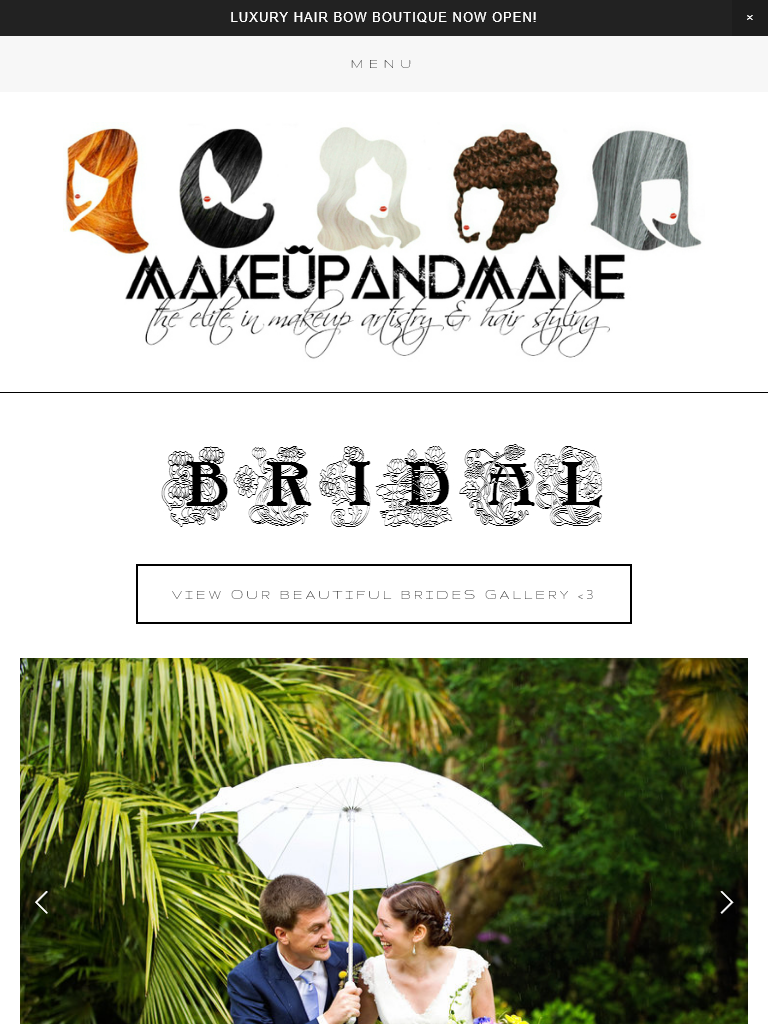 LUXURY HAIR BOW BOUTIQUE NOW OPEN!
×
MENU
MAKEÜPANDMANE
the elite in makeup artistry & hair styling
BRIDAL
VIEW OUR BEAUTIFUL BRIDES GALLERY <3